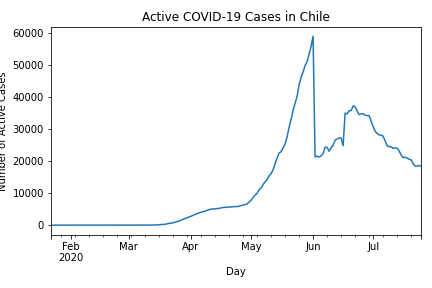 Active COVID-19 Cases in Chile
60000
50000
40000
30000
20000
10000
0
Number of Active Cases
Feb
2020
Mar
Apr
May
Jun
Jul
Day